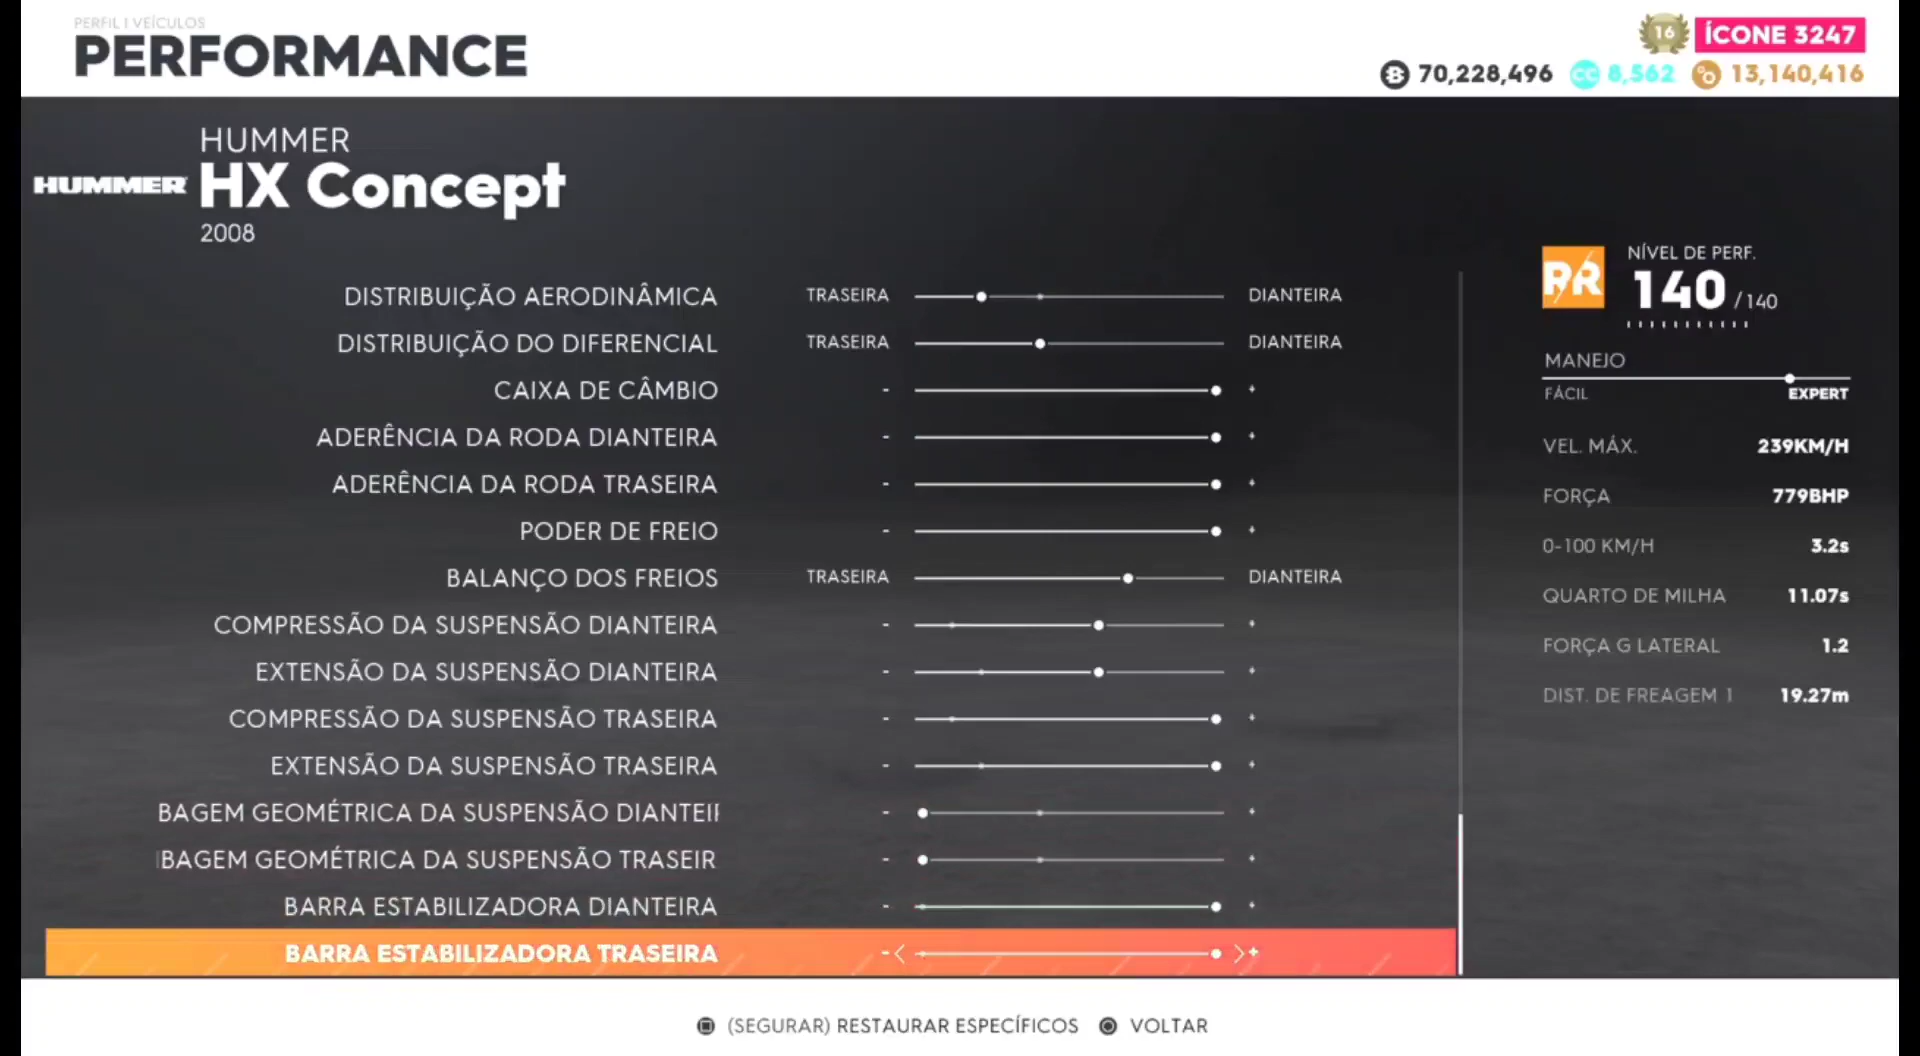 PERFIL I VEÍCULOS
PERFORMANCE
16 ÍCONE 3247
70,228,496 CC 8,562 13,140,416
HUMMER
HUMMER HX Concept
2008
DISTRIBUIÇÃO AERODINÂMICA TRASEIRA DIANTEIRA
DISTRIBUIÇÃO DO DIFERENCIAL TRASEIRA DIANTEIRA
CAIXA DE CÂMBIO - +
ADERÊNCIA DA RODA DIANTEIRA - +
ADERÊNCIA DA RODA TRASEIRA - +
PODER DE FREIO - +
BALANÇO DOS FREIOS TRASEIRA DIANTEIRA
COMPRESSÃO DA SUSPENSÃO DIANTEIRA - +
EXTENSÃO DA SUSPENSÃO DIANTEIRA - +
COMPRESSÃO DA SUSPENSÃO TRASEIRA - +
EXTENSÃO DA SUSPENSÃO TRASEIRA - +
BAGEM GEOMÉTRICA DA SUSPENSÃO DIANTEI - +
BAGEM GEOMÉTRICA DA SUSPENSÃO TRASEIR - +
BARRA ESTABILIZADORA DIANTEIRA - +
BARRA ESTABILIZADORA TRASEIRA - < > +
RR
NÍVEL DE PERF.
140 / 140
MANEJO
FÁCIL EXPERT
VEL. MÁX. 239KM/H
FORÇA 779BHP
0-100 KM/H 3.2s
QUARTO DE MILHA 11.07s
FORÇA G LATERAL 1.2
DIST. DE FREAGEM 1 19.27m
(SEGURAR) RESTAURAR ESPECÍFICOS VOLTAR